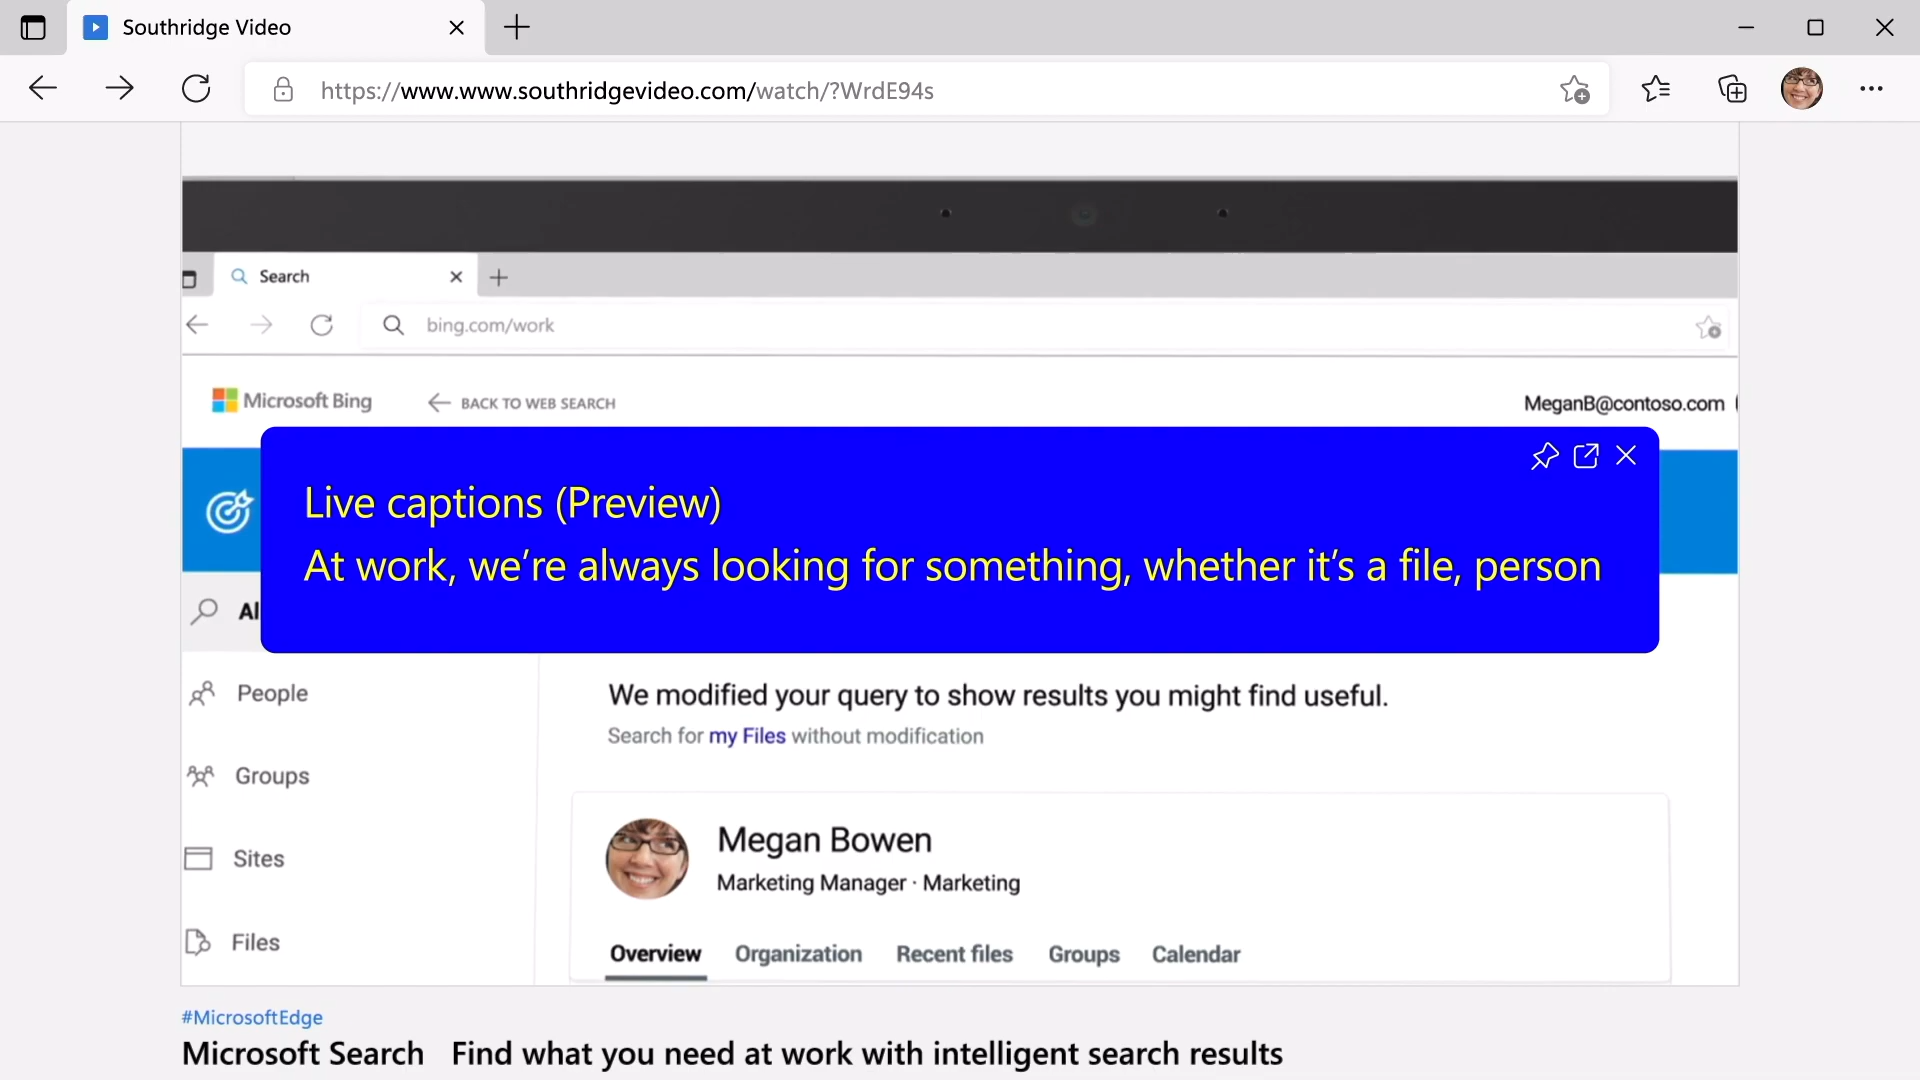 Southridge Video
https://www.www.southridgevideo.com/watch/?WrdE94s
Search
bing.com/work
Microsoft Bing
BACK TO WEB SEARCH
MeganB@contoso.com
Live captions (Preview)
At work, we're always looking for something, whether it's a file, person
Al
People
Groups
Sites
Files
We modified your query to show results you might find useful.
Search for my Files without modification
Megan Bowen
Marketing Manager · Marketing
Overview Organization Recent files Groups Calendar
#MicrosoftEdge
Microsoft Search Find what you need at work with intelligent search results